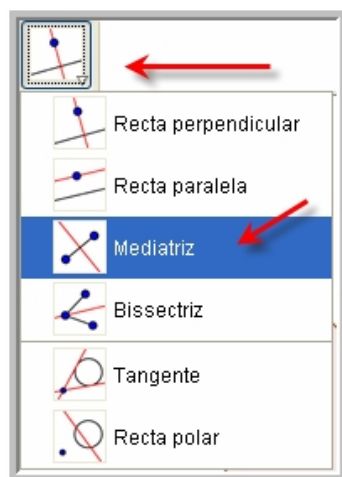 Recta perpendicular
Recta paralela
Mediatriz
Bissectriz
Tangente
Recta polar